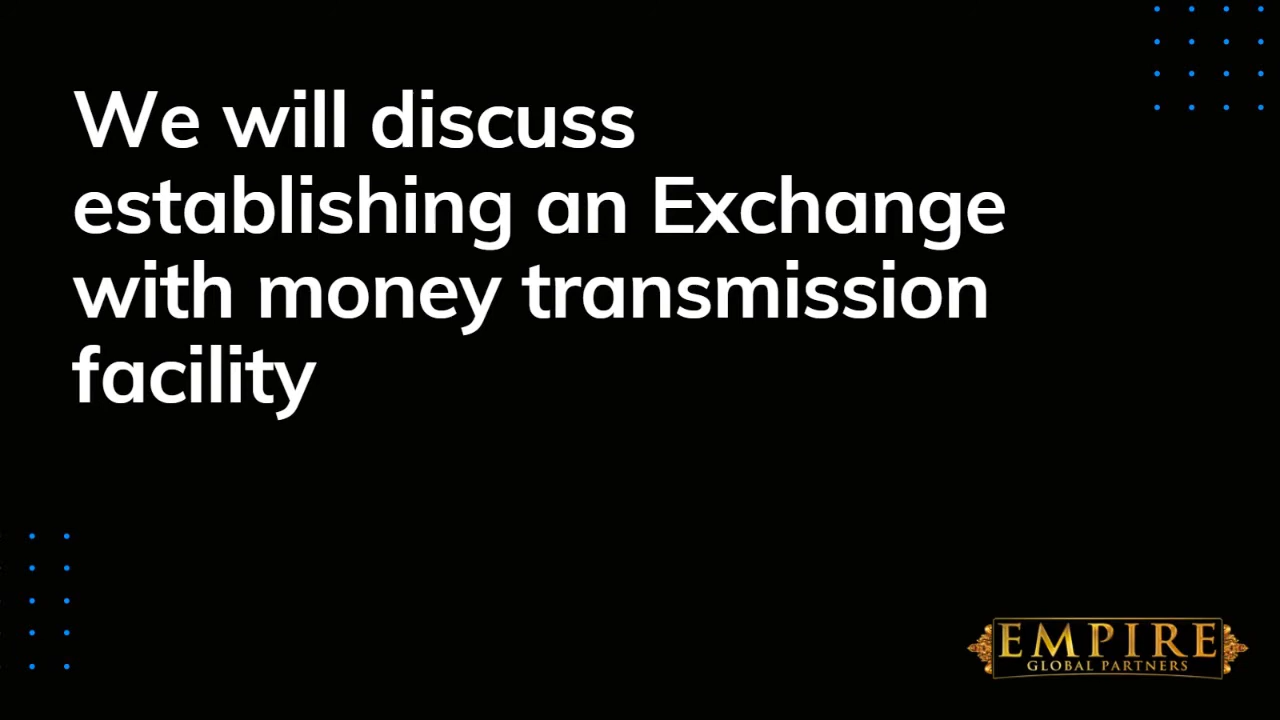 We will discuss
establishing an Exchange
with money transmission
facility
EMPIRE
GLOBAL PARTNERS